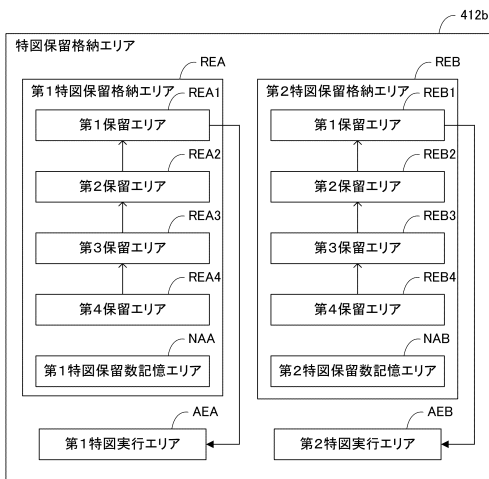 412b
特図保留格納エリア
REA
第1特図保留格納エリア
REA1
第1保留エリア
REA2
第2保留エリア
REA3
第3保留エリア
REA4
第4保留エリア
NAA
第1特図保留数記憶エリア
AEA
第1特図実行エリア
REB
第2特図保留格納エリア
REB1
第1保留エリア
REB2
第2保留エリア
REB3
第3保留エリア
REB4
第4保留エリア
NAB
第2特図保留数記憶エリア
AEB
第2特図実行エリア